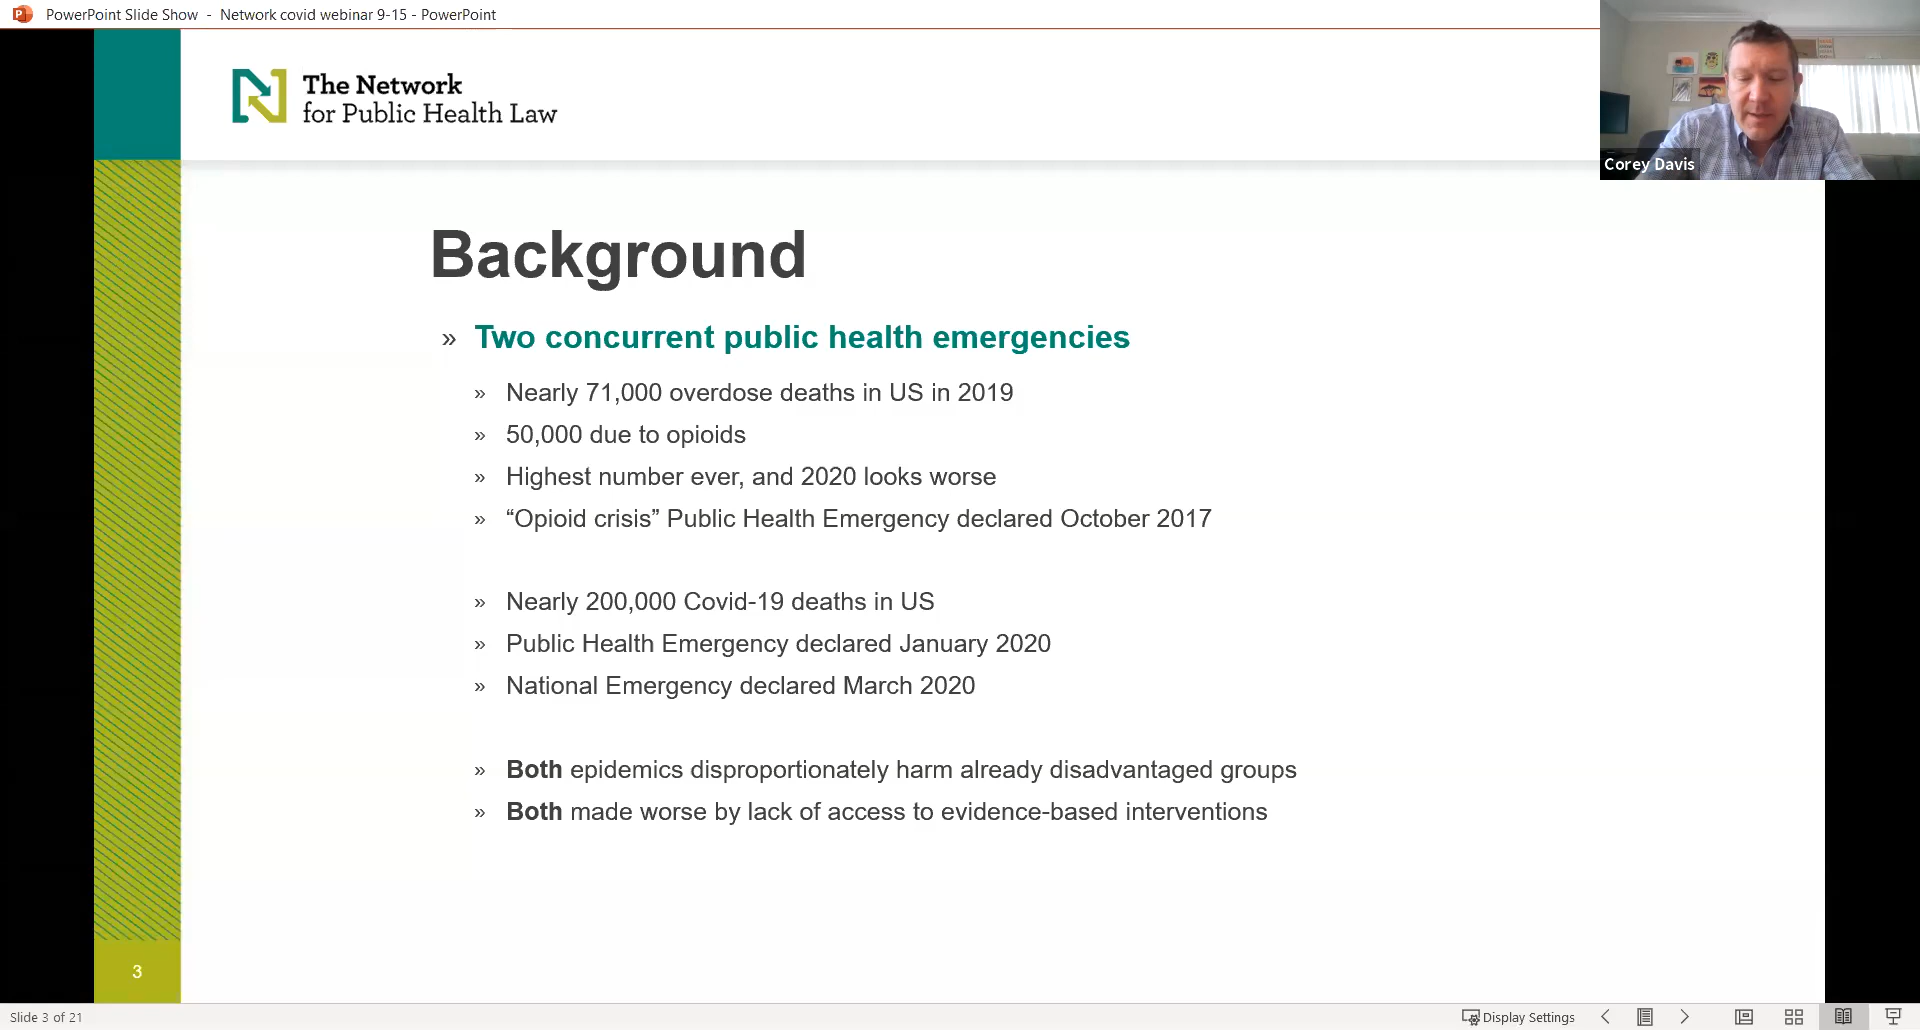 PowerPoint Slide Show - Network covid webinar 9-15 - PowerPoint
The Network
for Public Health Law
Corey Davis
Background
» Two concurrent public health emergencies
» Nearly 71,000 overdose deaths in US in 2019
» 50,000 due to opioids
» Highest number ever, and 2020 looks worse
» “Opioid crisis” Public Health Emergency declared October 2017
» Nearly 200,000 Covid-19 deaths in US
» Public Health Emergency declared January 2020
» National Emergency declared March 2020
» Both epidemics disproportionately harm already disadvantaged groups
» Both made worse by lack of access to evidence-based interventions
3
Slide 3 of 21
Display Settings